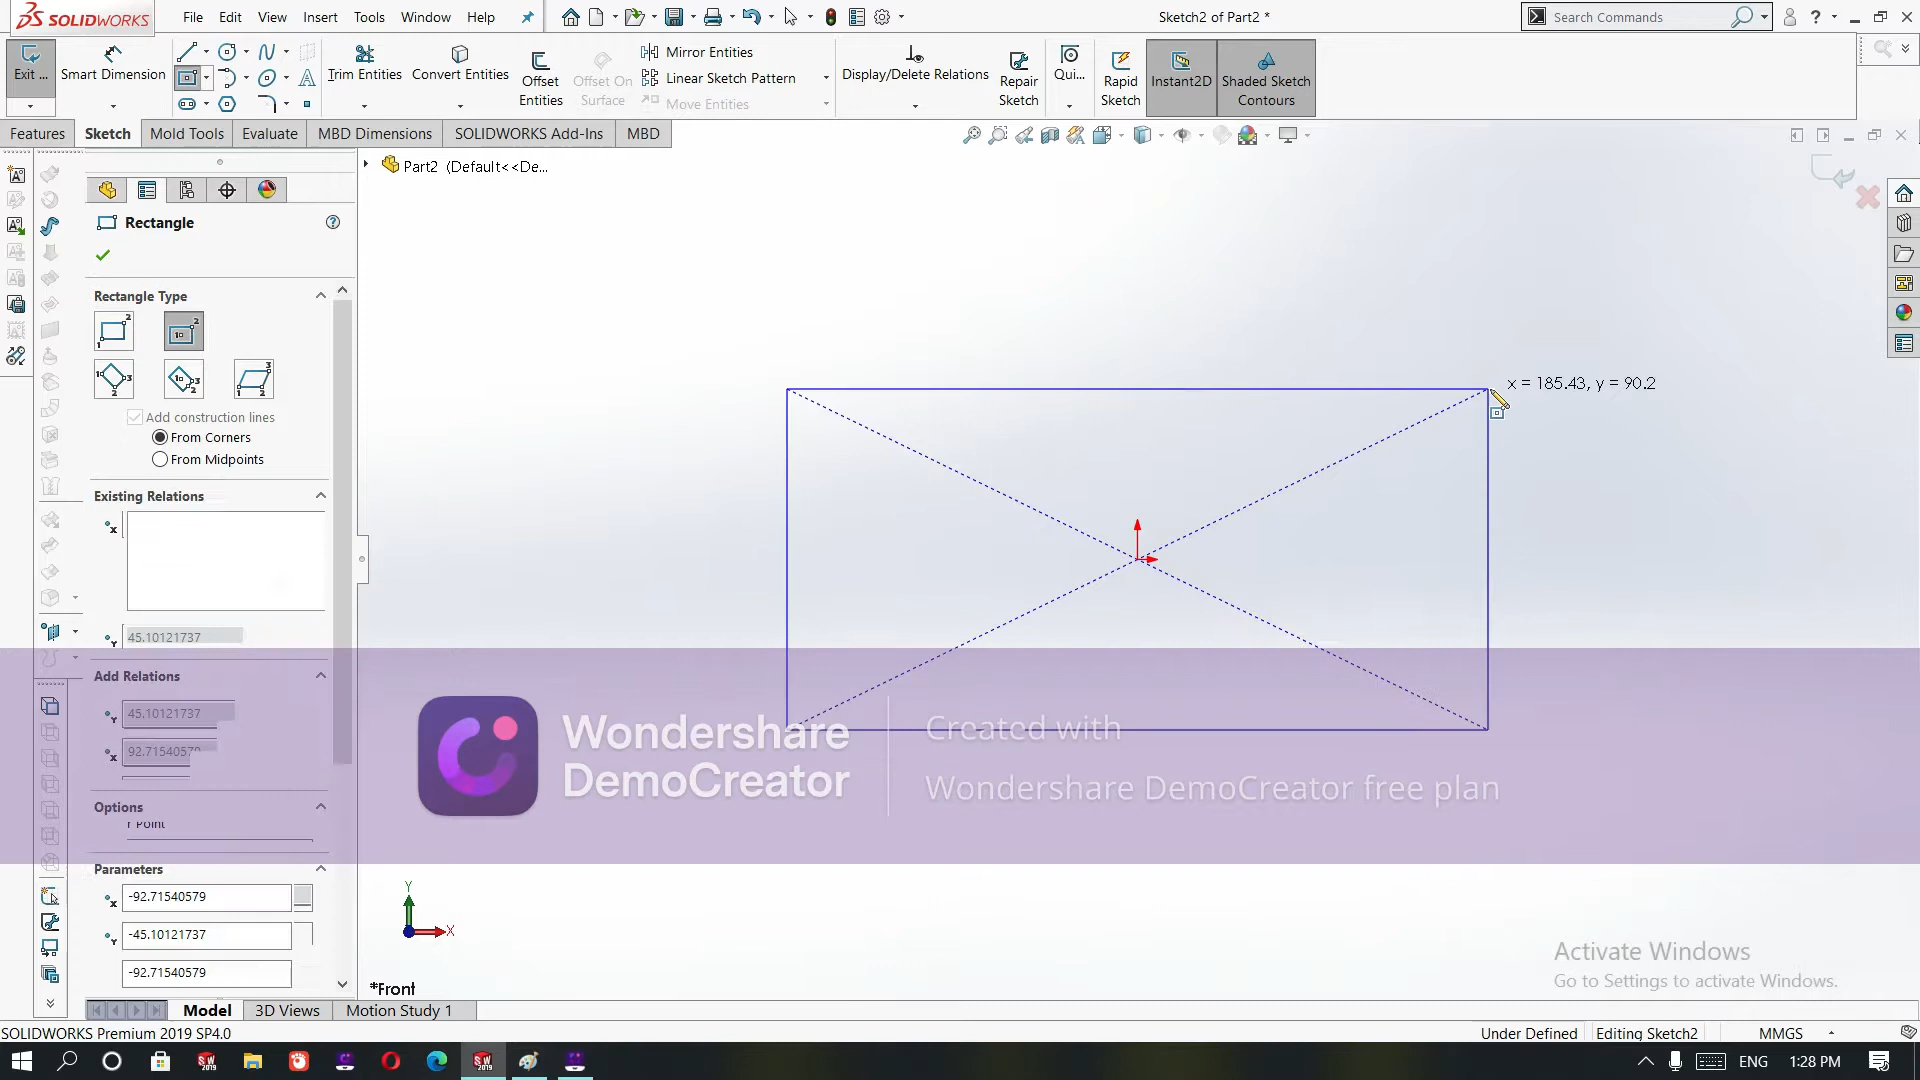 SOLIDWORKS
File Edit View Insert Tools Window Help
Sketch2 of Part2 *
Search Commands
Exit ...
Smart Dimension
Trim Entities
Convert Entities
Offset Entities
Offset On Surface
Mirror Entities
Linear Sketch Pattern
Move Entities
Display/Delete Relations
Repair Sketch
Qui...
Rapid Sketch
Instant2D
Shaded Sketch Contours
Features Sketch Mold Tools Evaluate MBD Dimensions SOLIDWORKS Add-Ins MBD
Part2 (Default<<De...
Rectangle
Rectangle Type
Add construction lines
From Corners
From Midpoints
Existing Relations
45.10121737
Add Relations
45.10121737
92.71540579
Options
r Point
Parameters
-92.71540579
-45.10121737
-92.71540579
x = 185.43, y = 90.2
Wondershare
DemoCreator
Created with
Wondershare DemoCreator free plan
Y
X
*Front
Activate Windows
Go to Settings to activate Windows.
Model 3D Views Motion Study 1
SOLIDWORKS Premium 2019 SP4.0
Under Defined Editing Sketch2 MMGS
ENG 1:28 PM